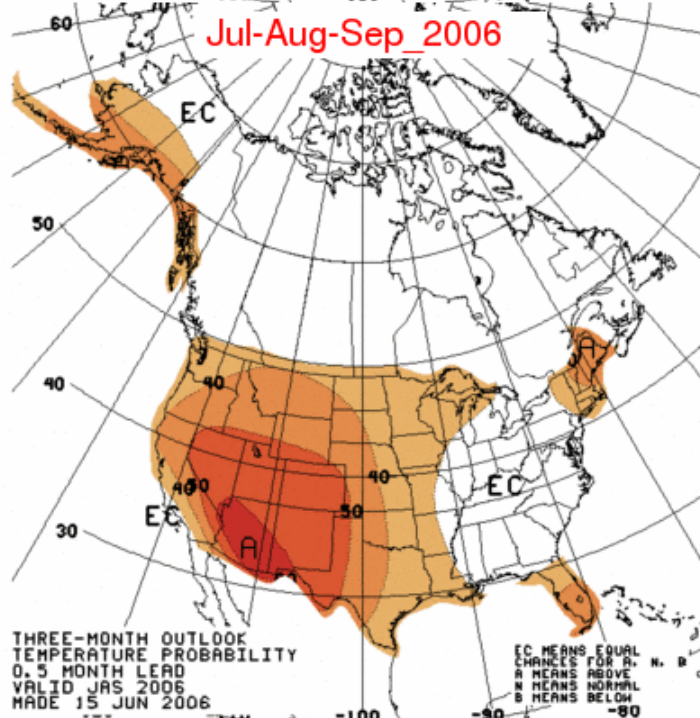 Jul-Aug-Sep_2006
60
70
EC
50
40
A
40
40
EC
40
50
EC
50
A
30
THREE-MONTH OUTLOOK
TEMPERATURE PROBABILITY
0.5 MONTH LEAD
VALID JAS 2006
MADE 15 JUN 2006
EC MEANS EQUAL
CHANCES FOR A, N, B
A MEANS ABOVE
N MEANS NORMAL
B MEANS BELOW
-100
-90
-80